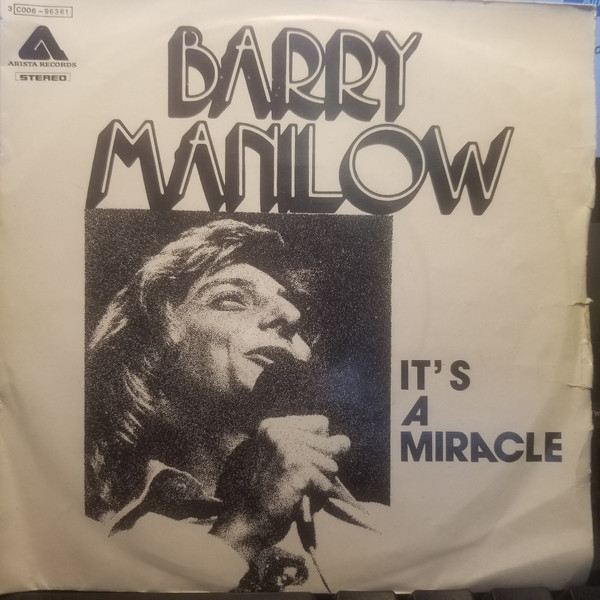 3 C006-96361
ARISTA RECORDS
STEREO
BARRY
MANILOW
IT'S
A
MIRACLE